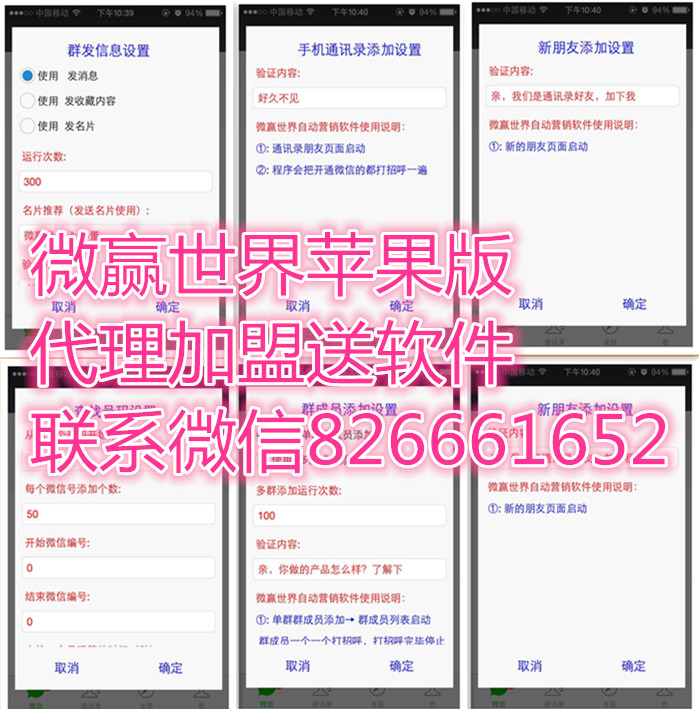 中国移动 下午10:39 94%
群发信息设置
使用 发消息
使用 发收藏内容
使用 发名片
运行次数:
300
名片推荐（发送名片使用）:
取消 确定
中国移动 下午10:40 94%
手机通讯录添加设置
验证内容:
好久不见
微赢世界自动营销软件使用说明:
①: 通讯录朋友页面启动
②: 程序会把开通微信的都打招呼一遍
取消 确定
中国移动 下午10:40 94%
新朋友添加设置
验证内容:
亲，我们是通讯录好友，加下我
微赢世界自动营销软件使用说明:
①: 新的朋友页面启动
取消 确定
微赢世界苹果版
代理加盟送软件
联系微信826661652
每个微信号添加个数:
50
开始微信编号:
0
结束微信编号:
0
取消 确定
中国移动 下午10:40 94%
群成员添加设置
多群添加运行次数:
100
验证内容:
亲，你做的产品怎么样？了解下
微赢世界自动营销软件使用说明:
①: 单群群成员添加→ 群成员列表启动
群成员一个一个打招呼，打招呼完毕停止
取消 确定
中国移动 下午10:40 94%
新朋友添加设置
微赢世界自动营销软件使用说明:
①: 新的朋友页面启动
取消 确定